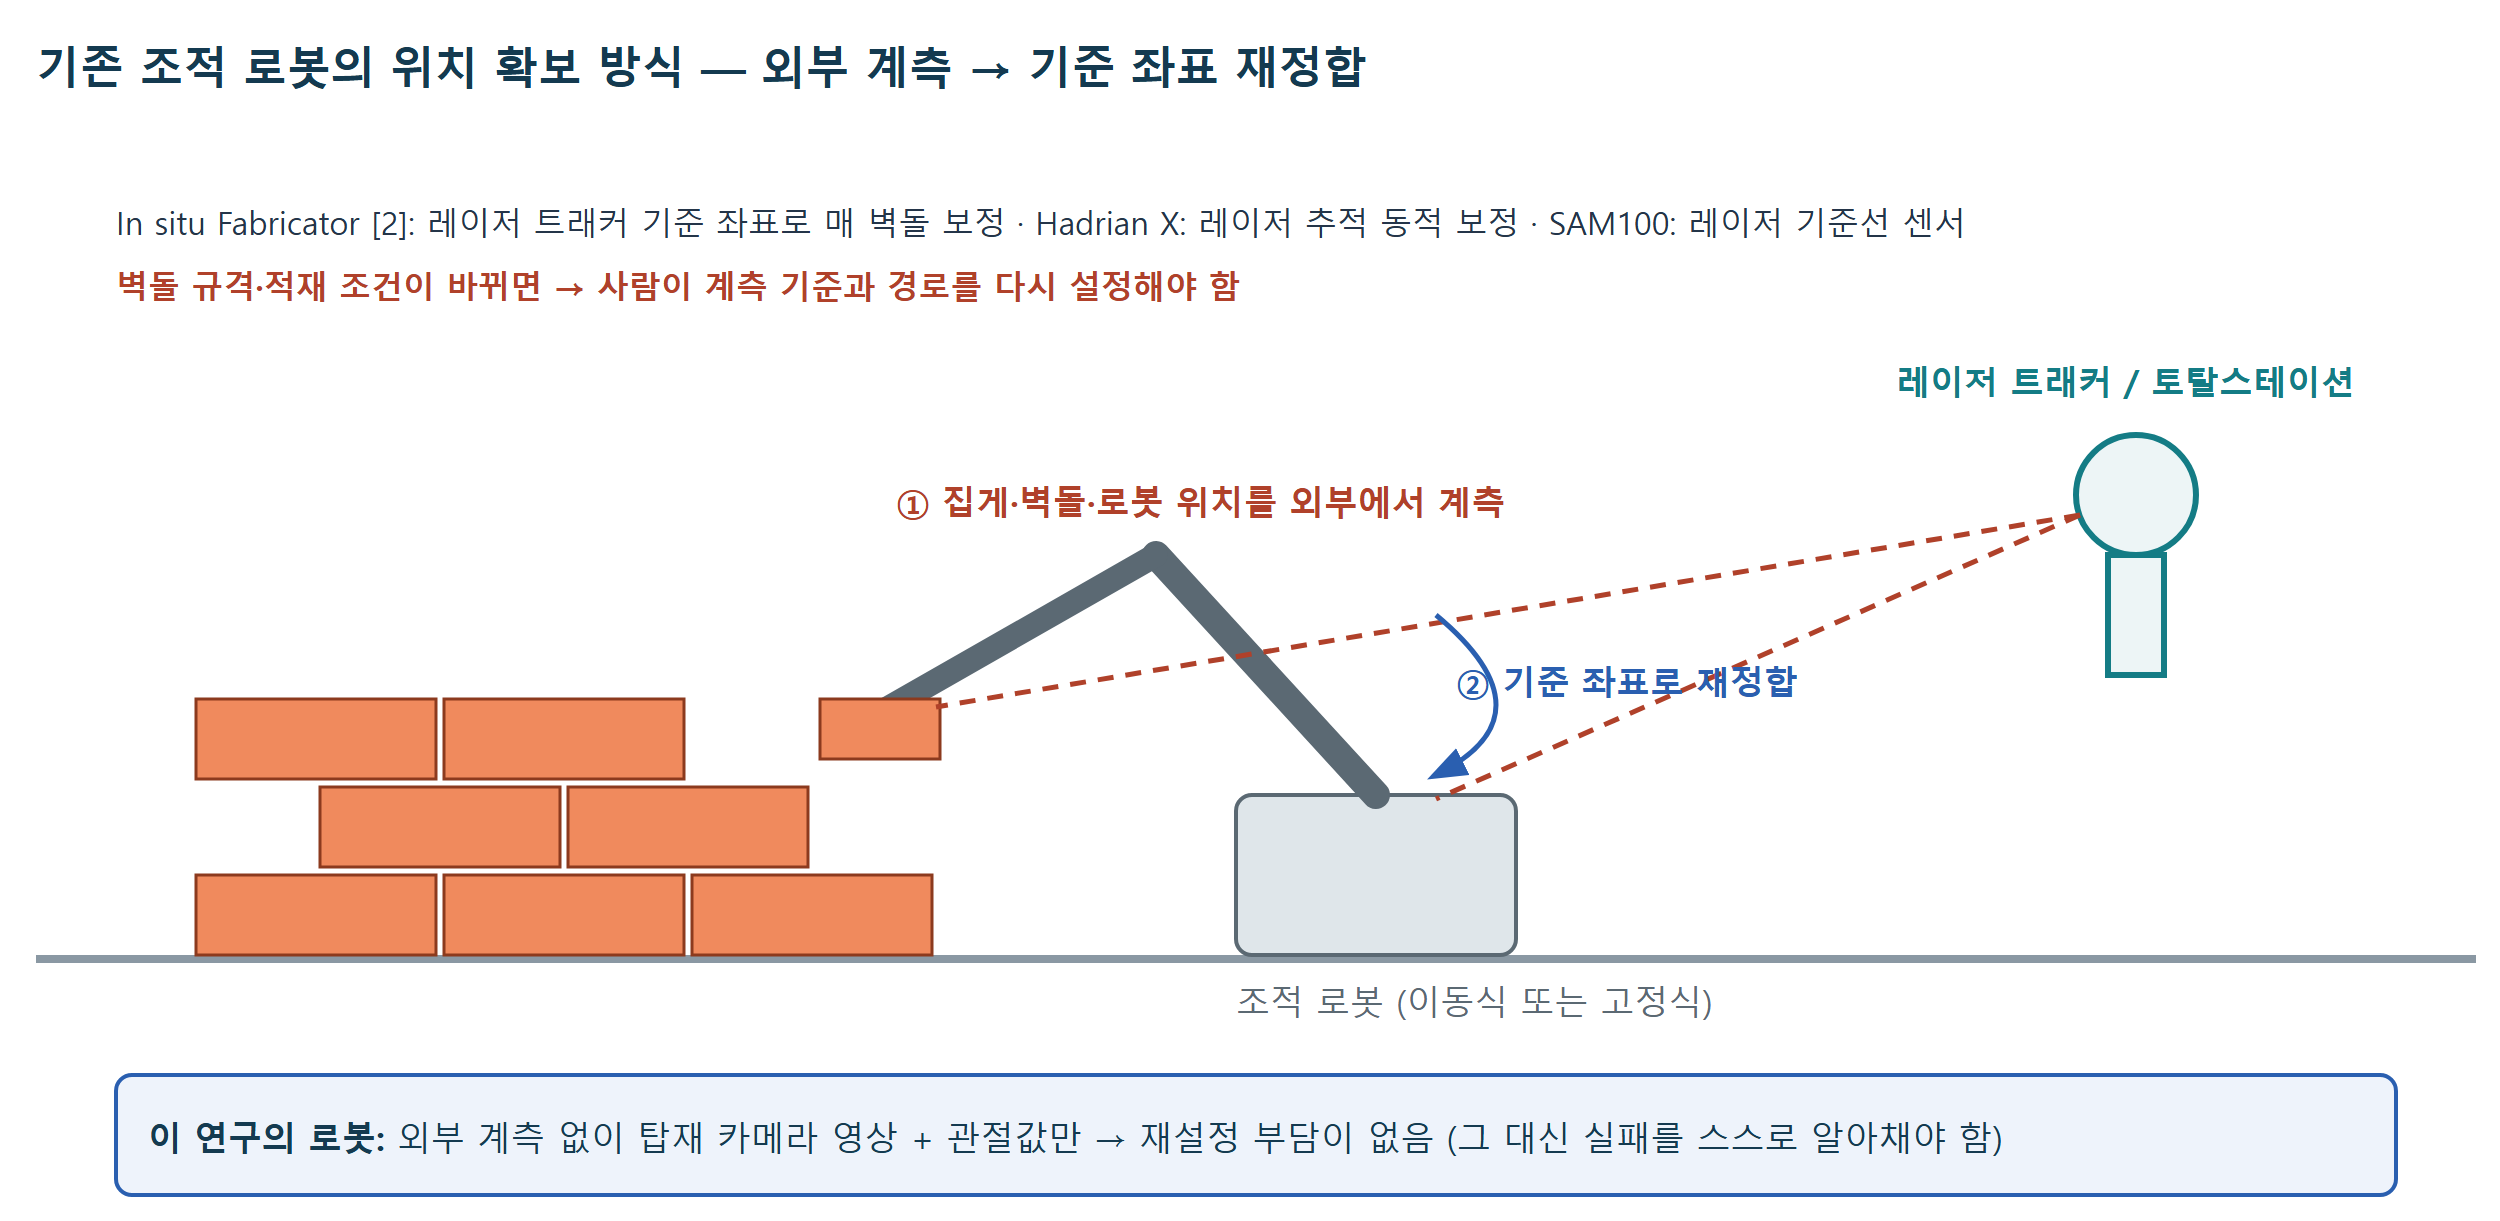 기존 조적 로봇의 위치 확보 방식 — 외부 계측 → 기준 좌표 재정합
In situ Fabricator [2]: 레이저 트래커 기준 좌표로 매 벽돌 보정 · Hadrian X: 레이저 추적 동적 보정 · SAM100: 레이저 기준선 센서
벽돌 규격·적재 조건이 바뀌면 → 사람이 계측 기준과 경로를 다시 설정해야 함
레이저 트래커 / 토탈스테이션
① 집게·벽돌·로봇 위치를 외부에서 계측
② 기준 좌표로 재정합
조적 로봇 (이동식 또는 고정식)
이 연구의 로봇: 외부 계측 없이 탑재 카메라 영상 + 관절값만 → 재설정 부담이 없음 (그 대신 실패를 스스로 알아채야 함)